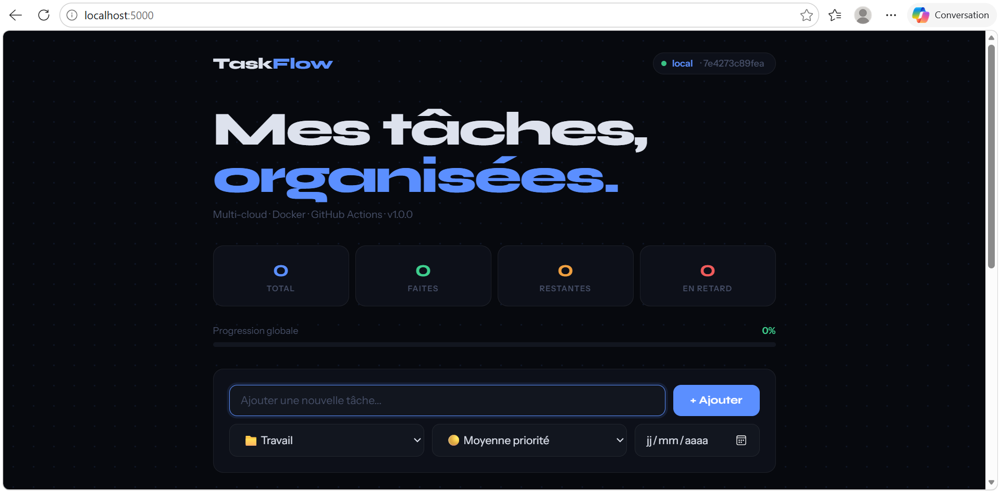 localhost:5000
Conversation
TaskFlow
local · 7e4273c89fea
Mes tâches,
organisées.
Multi-cloud · Docker · GitHub Actions · v1.0.0
0
TOTAL
0
FAITES
0
RESTANTES
0
EN RETARD
Progression globale
0%
Ajouter une nouvelle tâche...
+ Ajouter
Travail
Moyenne priorité
jj/mm/aaaa